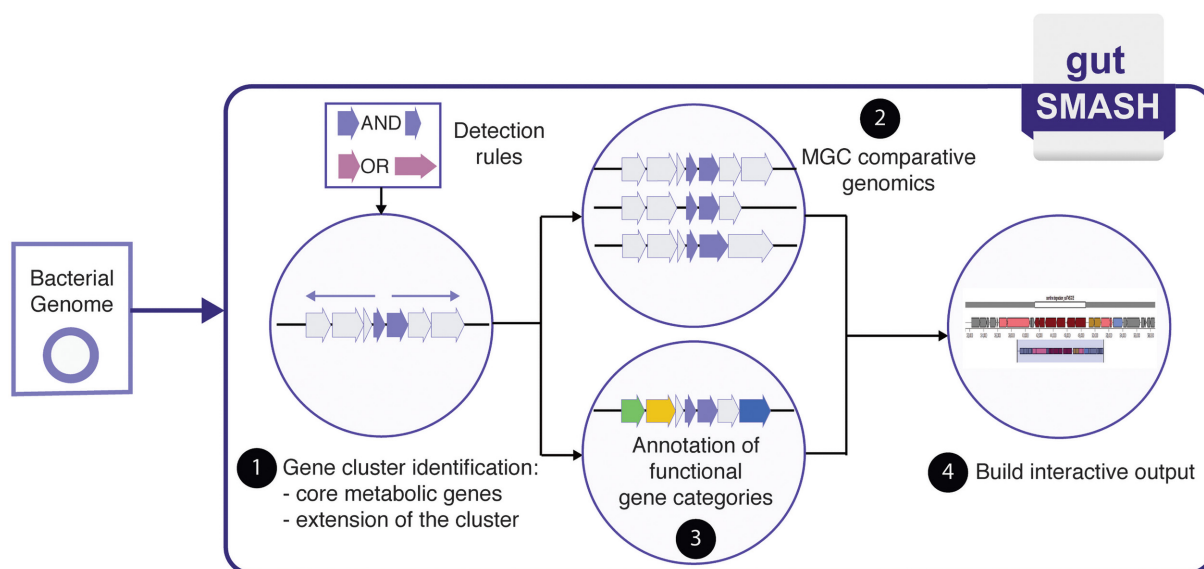 gut
SMASH
AND
OR
Detection
rules
2
MGC comparative
genomics
Bacterial
Genome
1 Gene cluster identification:
- core metabolic genes
- extension of the cluster
Annotation of
functional
gene categories
3
4 Build interactive output